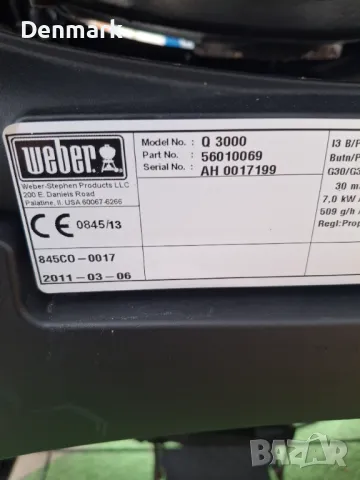 Denmark
weber
Weber-Stephen Products LLC
200 E. Daniels Road
Palatine, IL USA 60067-6266
CE 0845/13
845CO-0017
2011-03-06
Model No. : Q 3000
Part No. : 56010069
Serial No. : AH 0017199
I3 B/P
Butn/P
G30/G3
30 m
7.0 kW
509 g/h
Regl:Prop
BAZAR
bg